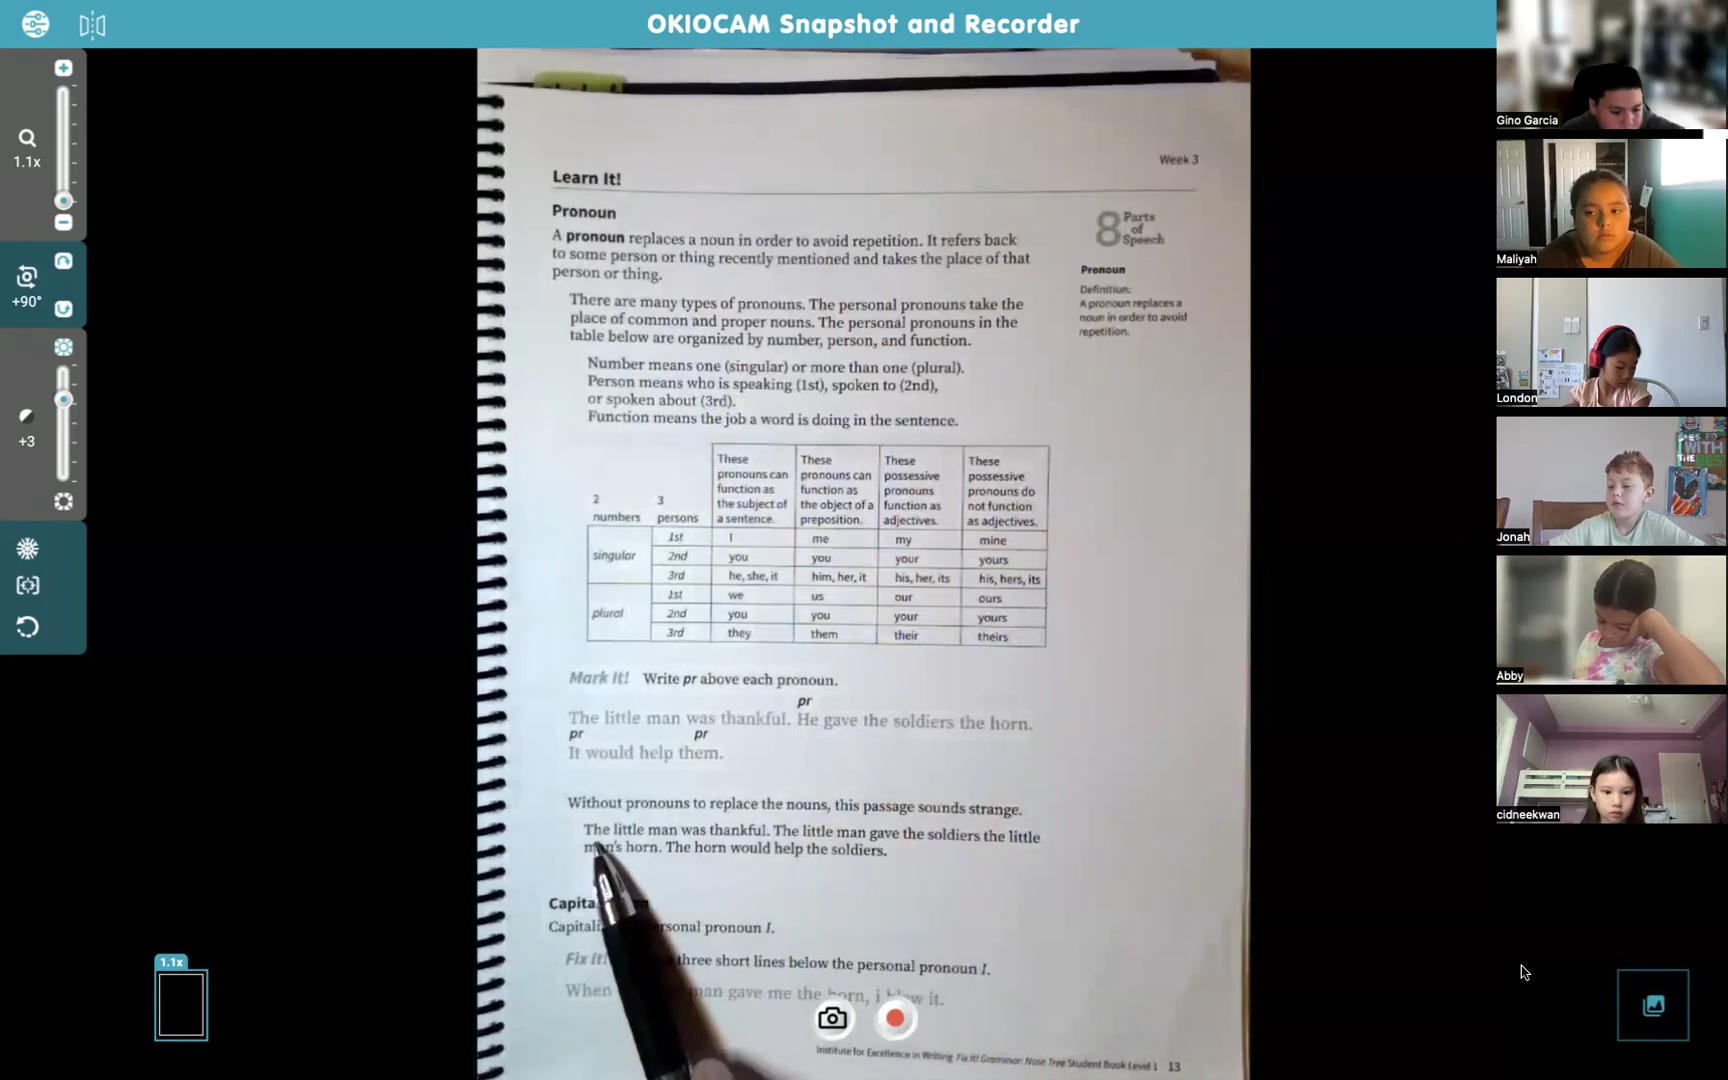 OKIOCAM Snapshot and Recorder
1.1x
+90°
+3
1.1x
Week 3
Learn It!
Pronoun
A pronoun replaces a noun in order to avoid repetition. It refers back
to some person or thing recently mentioned and takes the place of that
person or thing.
There are many types of pronouns. The personal pronouns take the
place of common and proper nouns. The personal pronouns in the
table below are organized by number, person, and function.
Number means one (singular) or more than one (plural).
Person means who is speaking (1st), spoken to (2nd),
or spoken about (3rd).
Function means the job a word is doing in the sentence.
8 Parts
of
Speech
Pronoun
Definition:
A pronoun replaces a
noun in order to avoid
repetition.
2 numbers
3 persons
These pronouns can function as the subject of a sentence.
These pronouns can function as the object of a preposition.
These possessive pronouns function as adjectives.
These possessive pronouns do not function as adjectives.
singular
1st I me my mine
2nd you you your yours
3rd he, she, it him, her, it his, her, its his, hers, its
plural
1st we us our ours
2nd you you your yours
3rd they them their theirs
Mark It! Write pr above each pronoun.
pr
The little man was thankful. He gave the soldiers the horn.
pr pr
It would help them.
Without pronouns to replace the nouns, this passage sounds strange.
The little man was thankful. The little man gave the soldiers the little
horn. The horn would help the soldiers.
Capita
Capitali personal pronoun I.
Fix It! three short lines below the personal pronoun I.
When man gave me the horn, i blew it.
Institute for Excellence in Writing Fix It! Grammar: Nose Tree Student Book Level 1 13
Gino Garcia
Maliyah
London
Jonah
Abby
cidneekwan